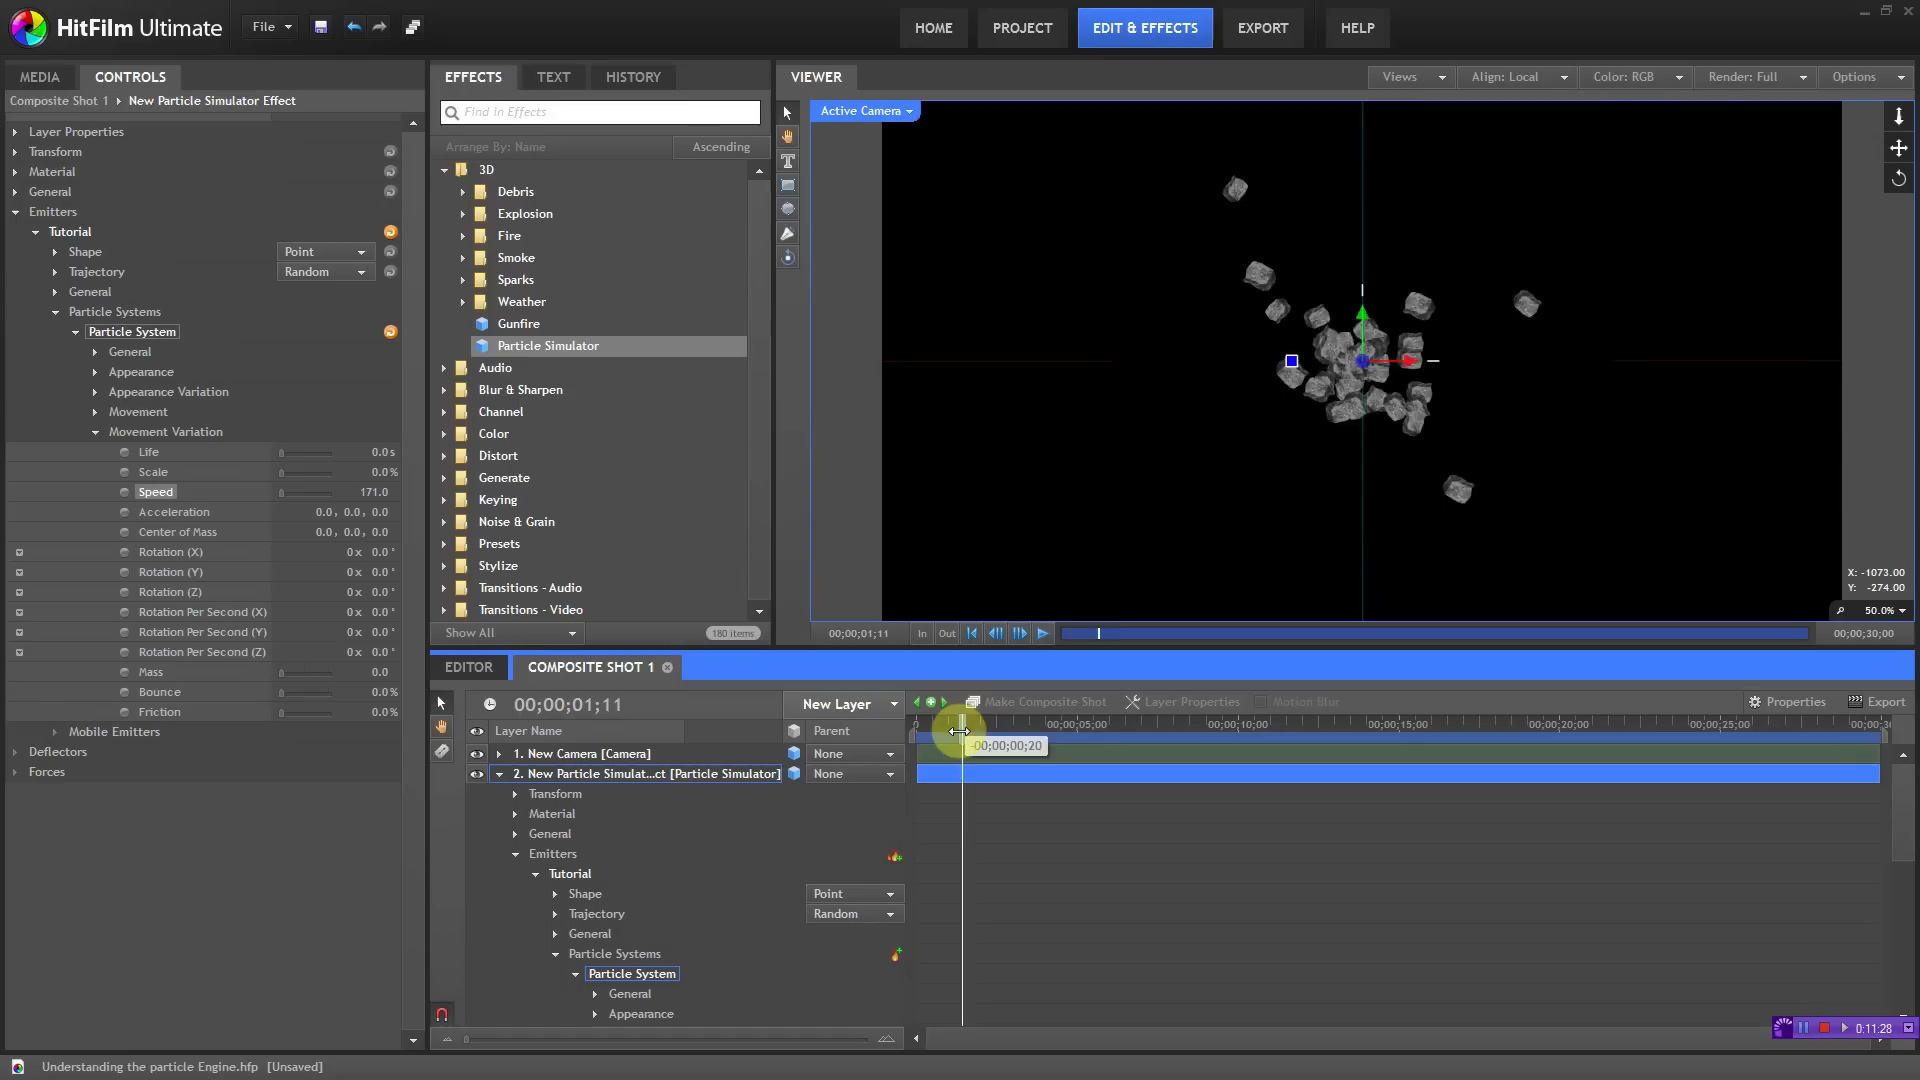 HitFilm Ultimate
File
HOME
PROJECT
EDIT & EFFECTS
EXPORT
HELP
MEDIA
CONTROLS
Composite Shot 1
New Particle Simulator Effect
Layer Properties
Transform
Material
General
Emitters
Tutorial
Shape Point
Trajectory Random
General
Particle Systems
Particle System
General
Appearance
Appearance Variation
Movement
Movement Variation
Life 0.0s
Scale 0.0%
Speed 171.0
Acceleration 0.0, 0.0, 0.0
Center of Mass 0.0, 0.0, 0.0
Rotation (X) 0x 0.0°
Rotation (Y) 0x 0.0°
Rotation (Z) 0x 0.0°
Rotation Per Second (X) 0x 0.0°
Rotation Per Second (Y) 0x 0.0°
Rotation Per Second (Z) 0x 0.0°
Mass 0.0
Bounce 0.0%
Friction 0.0%
Mobile Emitters
Deflectors
Forces
EFFECTS
TEXT
HISTORY
Find in Effects
Arrange By: Name
Ascending
3D
Debris
Explosion
Fire
Smoke
Sparks
Weather
Gunfire
Particle Simulator
Audio
Blur & Sharpen
Channel
Color
Distort
Generate
Keying
Noise & Grain
Presets
Stylize
Transitions - Audio
Transitions - Video
Show All
180 items
VIEWER
Views
Align: Local
Color: RGB
Render: Full
Options
Active Camera
X: -1073.00
Y: -274.00
50.0%
00;00;01;11
In
Out
00;00;30;00
EDITOR
COMPOSITE SHOT 1
00;00;01;11
New Layer
Make Composite Shot
Layer Properties
Motion Blur
Properties
Export
Layer Name
Parent
0
00;00;05;00
00;00;10;00
00;00;15;00
00;00;20;00
00;00;25;00
-00;00;00;20
1. New Camera [Camera] None
2. New Particle Simulat...ct [Particle Simulator] None
Transform
Material
General
Emitters
Tutorial
Shape Point
Trajectory Random
General
Particle Systems
Particle System
General
Appearance
0:11:28
Understanding the particle Engine.hfp [Unsaved]